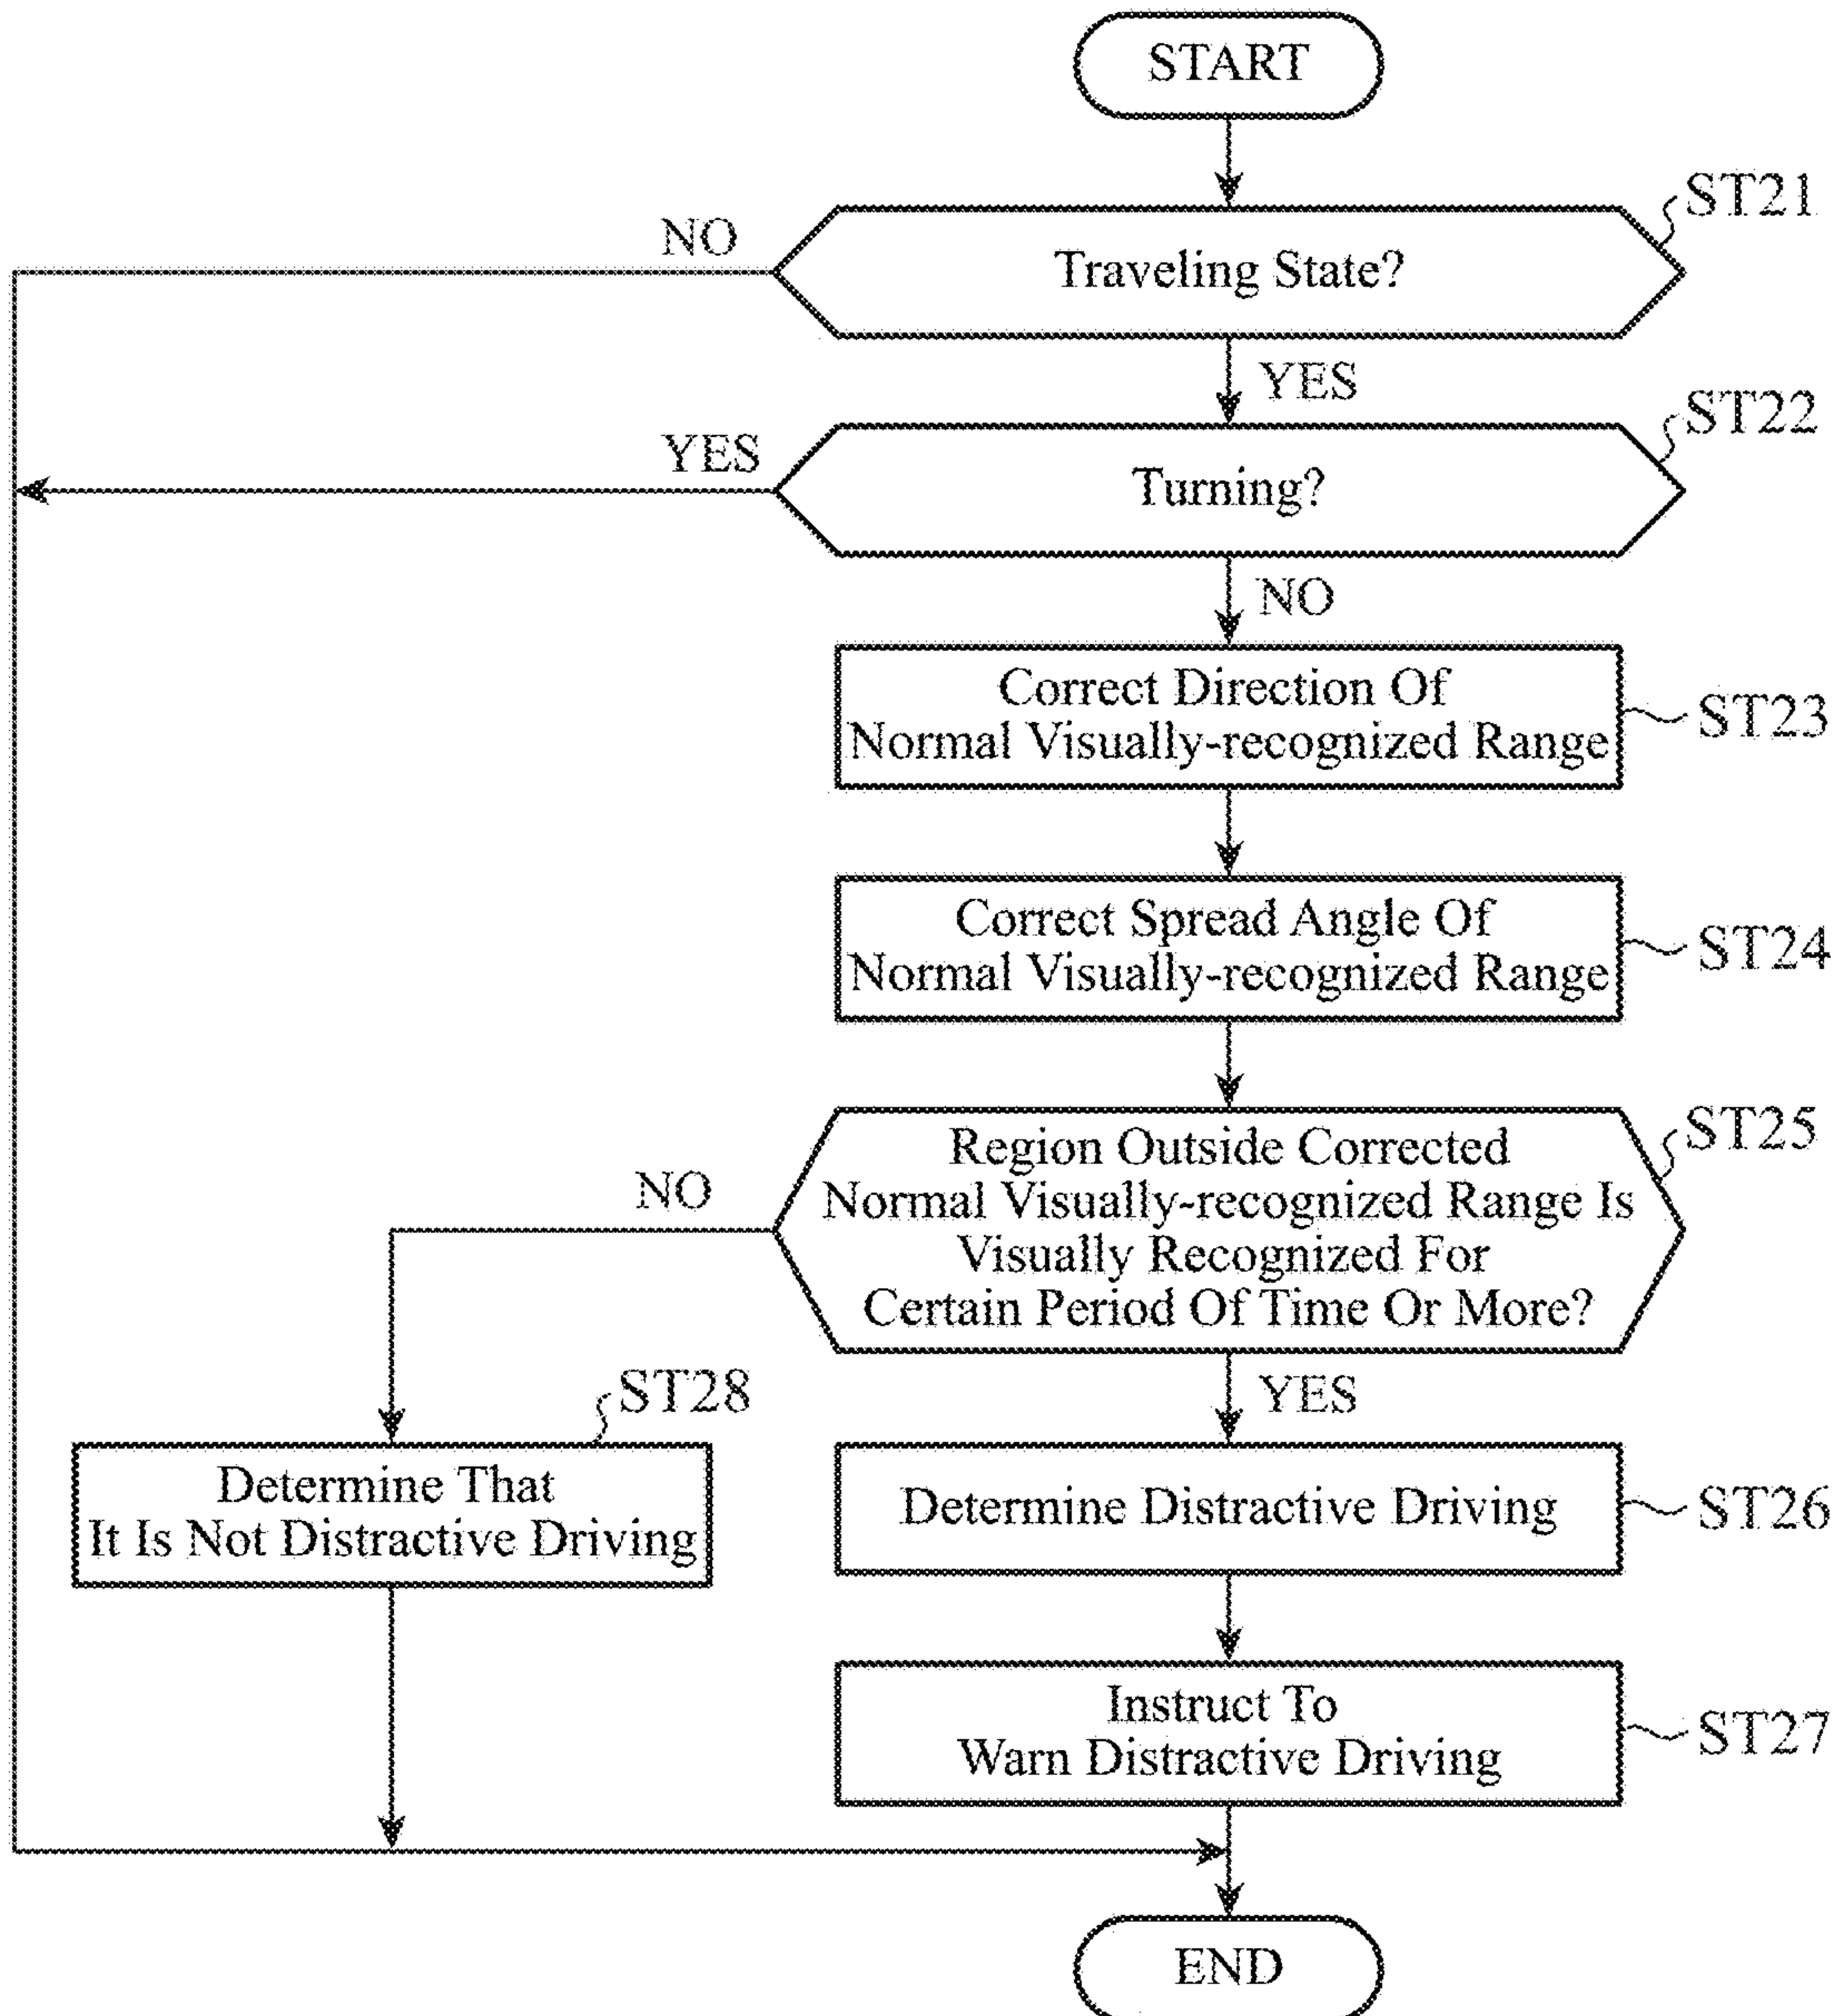 START
ST21
NO
Traveling State?
YES
ST22
YES
Turning?
NO
Correct Direction Of
Normal Visually-recognized Range
ST23
Correct Spread Angle Of
Normal Visually-recognized Range
ST24
ST25
Region Outside Corrected
Normal Visually-recognized Range Is
Visually Recognized For
Certain Period Of Time Or More?
NO
YES
ST28
Determine That
It Is Not Distractive Driving
Determine Distractive Driving
ST26
Instruct To
Warn Distractive Driving
ST27
END